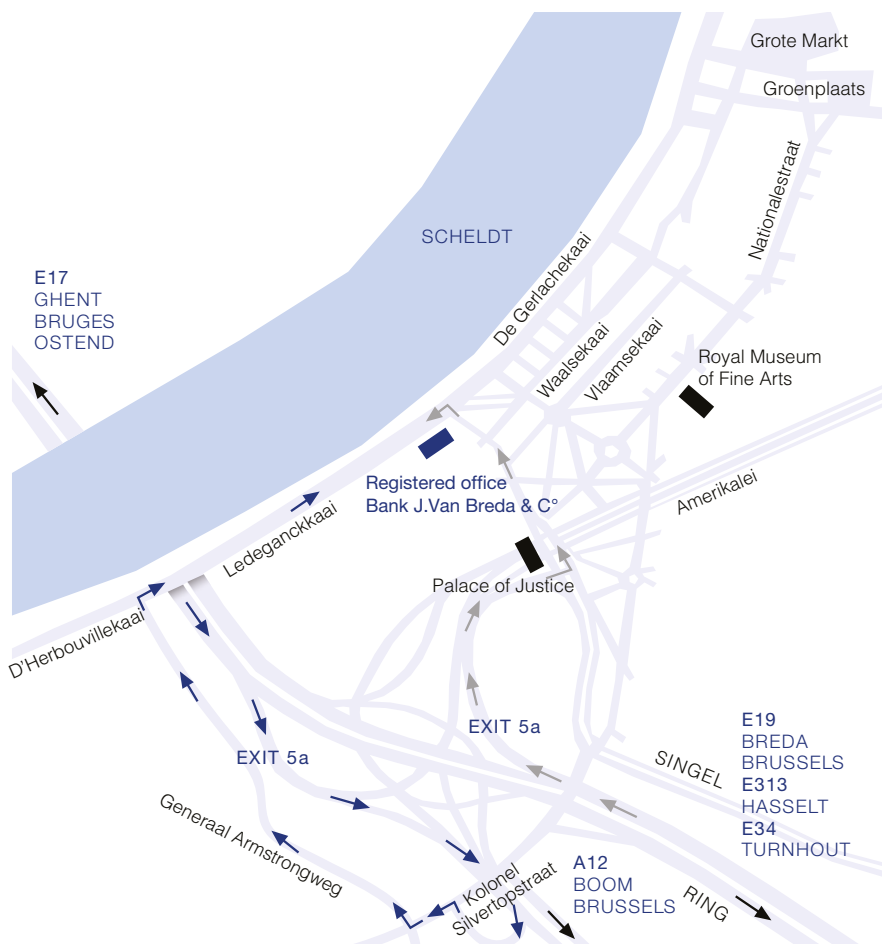 Grote Markt
Groenplaats
Nationalestraat
SCHELDT
De Gerlachekaai
E17
GHENT
BRUGES
OSTEND
Waalsekaai
Vlaamsekaai
Royal Museum
of Fine Arts
Registered office
Bank J.Van Breda & C°
Amerikalei
Ledeganckkaai
Palace of Justice
D'Herbouvillekaai
EXIT 5a
EXIT 5a
SINGEL
E19
BREDA
BRUSSELS
E313
HASSELT
E34
TURNHOUT
Generaal Armstrongweg
Kolonel
Silvertopstraat
A12
BOOM
BRUSSELS
RING